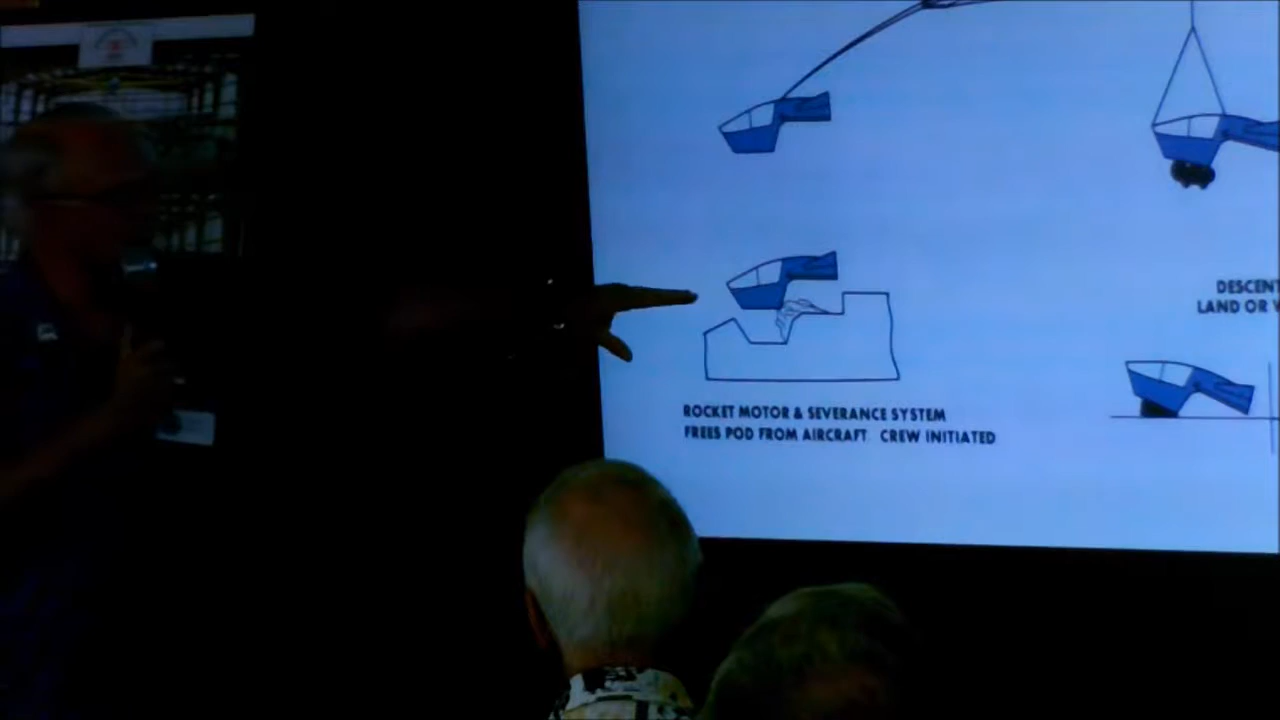 DESCENT
LAND OR
ROCKET MOTOR & SEVERANCE SYSTEM
FREES POD FROM AIRCRAFT. CREW INITIATED